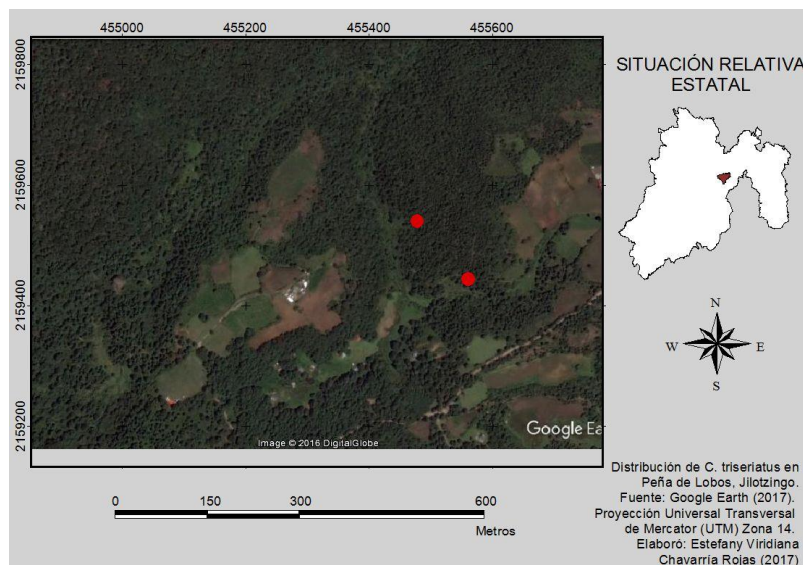 455000 455200 455400 455600
2159800
2159600
2159400
2159200
Image © 2016 DigitalGlobe
Google Ea
SITUACIÓN RELATIVA
ESTATAL
N
W E
S
0 150 300 600
Metros
Distribución de C. triseriatus en
Peña de Lobos, Jilotzingo.
Fuente: Google Earth (2017).
Proyección Universal Transversal
de Mercator (UTM) Zona 14.
Elaboró: Estefany Viridiana
Chavarría Rojas (2017)